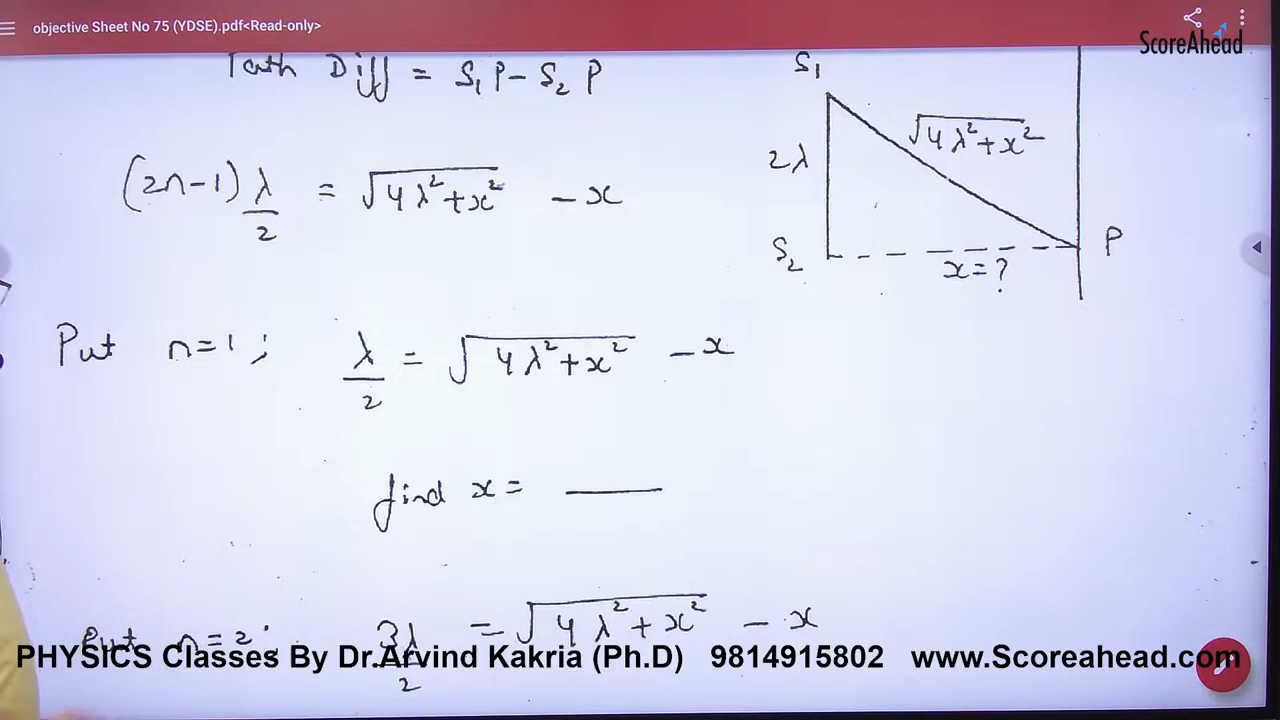 objective Sheet No 75 (YDSE).pdf<Read-only>
ScoreAhead
Path Diff = S₁P - S₂P
S₁
√(4λ²+x²)
2λ
(2n-1) λ/2 = √(4λ²+x²) - x
S₂
x=?
P
Put n=1; λ/2 = √(4λ²+x²) - x
find x = ___
Put n=2; 3λ/2 = √(4λ²+x²) - x
PHYSICS Classes By Dr.Arvind Kakria (Ph.D) 9814915802 www.Scoreahead.com